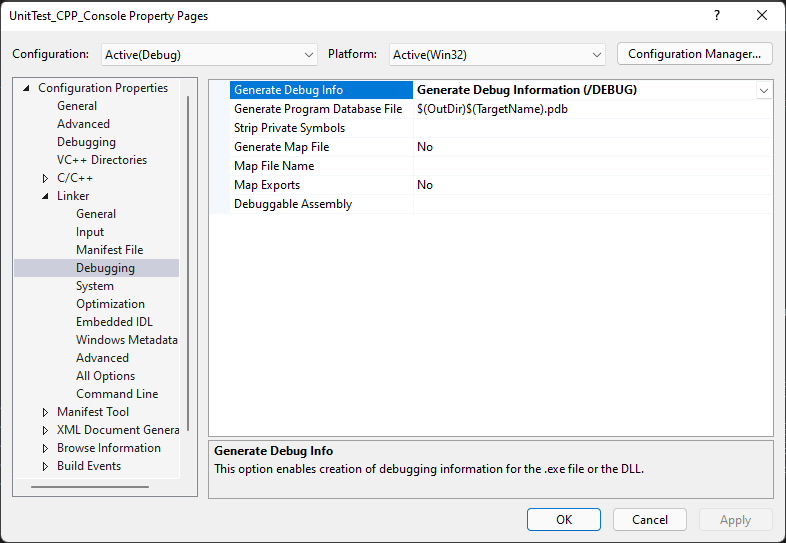 UnitTest_CPP_Console Property Pages
?
Configuration: Active(Debug) Platform: Active(Win32) Configuration Manager...
Configuration Properties
General
Advanced
Debugging
VC++ Directories
C/C++
Linker
General
Input
Manifest File
Debugging
System
Optimization
Embedded IDL
Windows Metadata
Advanced
All Options
Command Line
Manifest Tool
XML Document Genera
Browse Information
Build Events
Generate Debug Info Generate Debug Information (/DEBUG)
Generate Program Database File $(OutDir)$(TargetName).pdb
Strip Private Symbols
Generate Map File No
Map File Name
Map Exports No
Debuggable Assembly
Generate Debug Info
This option enables creation of debugging information for the .exe file or the DLL.
OK Cancel Apply